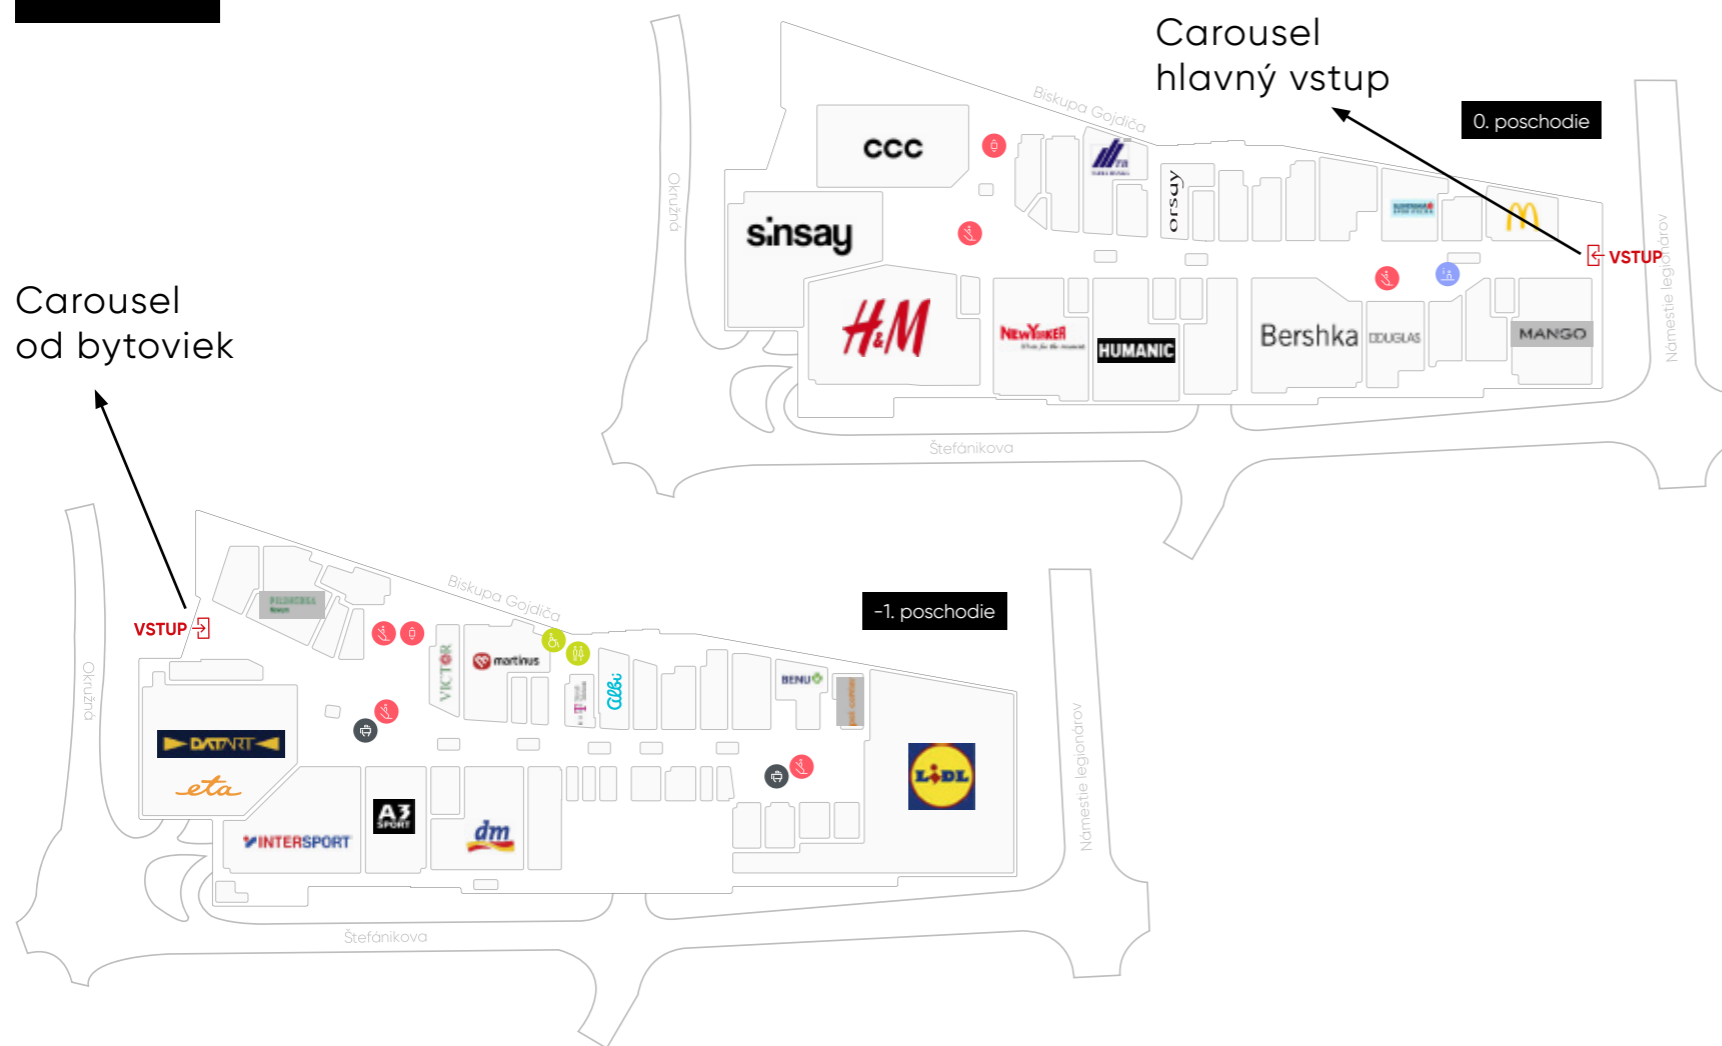 Carousel
hlavný vstup
0. poschodie
Biskupa Gojdiča
Okružná
ccc
sinsay
H&M
NEWYORKER
HUMANIC
orsay
Bershka
DOUGLAS
MANGO
VSTUP
Námestie legionárov
Štefánikova
Carousel
od bytoviek
-1. poschodie
Biskupa Gojdiča
Okružná
VSTUP
VICTOR
martinus
albi
BENU
DATART
eta
INTERSPORT
A3
SPORT
dm
LIDL
Námestie legionárov
Štefánikova